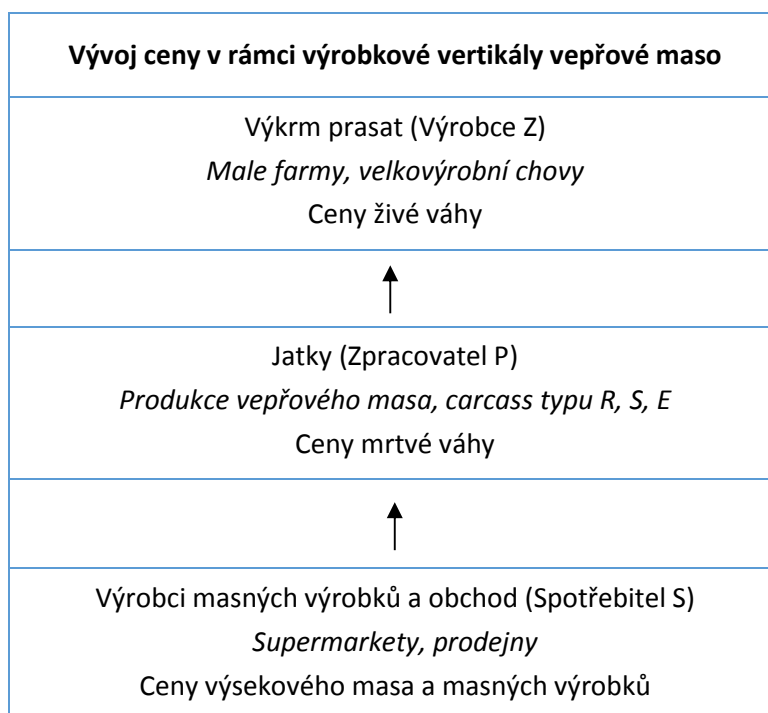 Vývoj ceny v rámci výrobkové vertikály vepřové maso
Výkrm prasat (Výrobce Z)
Male farmy, velkovýrobní chovy
Ceny živé váhy
Jatky (Zpracovatel P)
Produkce vepřového masa, carcass typu R, S, E
Ceny mrtvé váhy
Výrobci masných výrobků a obchod (Spotřebitel S)
Supermarkety, prodejny
Ceny výsekového masa a masných výrobků